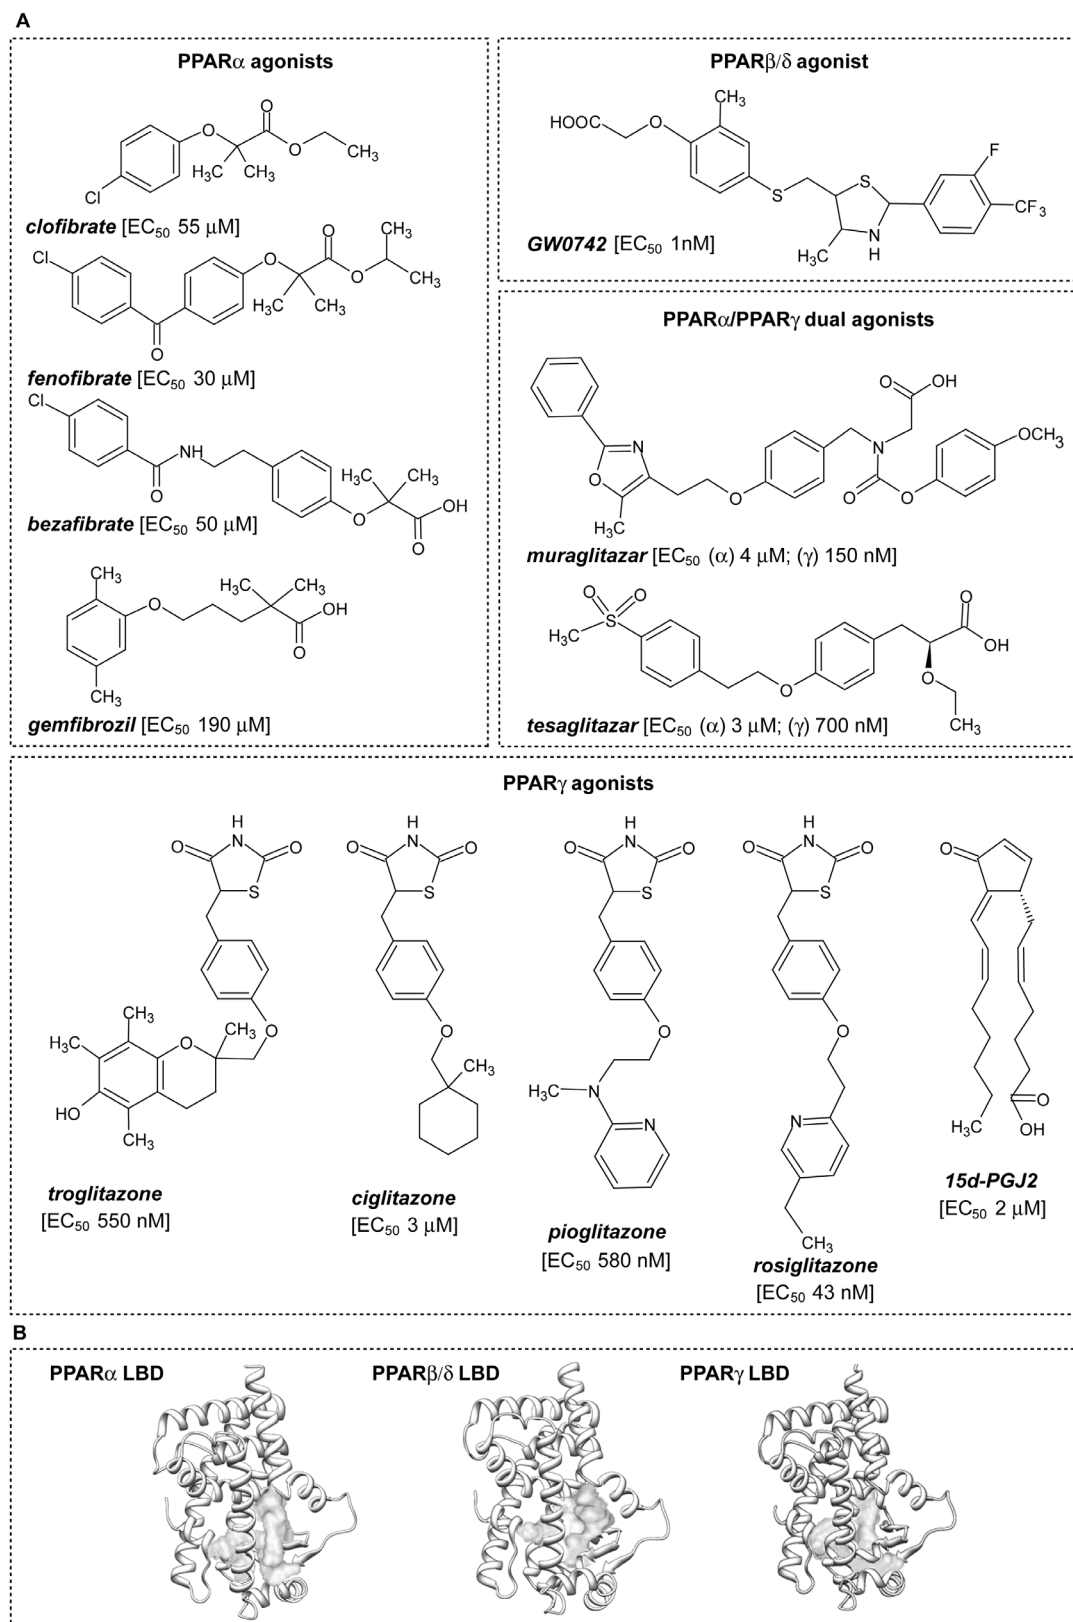 A
PPARα agonists
O
O
O
CH₃
H₃C CH₃
Cl
clofibrate [EC₅₀ 55 μM]
Cl
O
O
O
CH₃
CH₃
H₃C CH₃
O
fenofibrate [EC₅₀ 30 μM]
Cl
NH
O
H₃C CH₃
O
OH
O
bezafibrate [EC₅₀ 50 μM]
CH₃
O
H₃C CH₃
OH
O
CH₃
gemfibrozil [EC₅₀ 190 μM]
PPARβ/δ agonist
CH₃
HOOC O
F
S
S
CF₃
N
H
H₃C
GW0742 [EC₅₀ 1nM]
PPARα/PPARγ dual agonists
O OH
N
N
OCH₃
O
O
O
O
H₃C
muraglitazar [EC₅₀ (α) 4 μM; (γ) 150 nM]
O O
S
H₃C
O
OH
O
O
CH₃
tesaglitazar [EC₅₀ (α) 3 μM; (γ) 700 nM]
PPARγ agonists
H
N
O O
S
CH₃
H₃C
O
CH₃
O
HO
CH₃
troglitazone
[EC₅₀ 550 nM]
H
N
O O
S
O
CH₃
ciglitazone
[EC₅₀ 3 μM]
H
N
O O
S
O
H₃C N
N
pioglitazone
[EC₅₀ 580 nM]
H
N
O O
S
O
N
CH₃
rosiglitazone
[EC₅₀ 43 nM]
O
O
H₃C
OH
15d-PGJ2
[EC₅₀ 2 μM]
B
PPARα LBD
PPARβ/δ LBD
PPARγ LBD